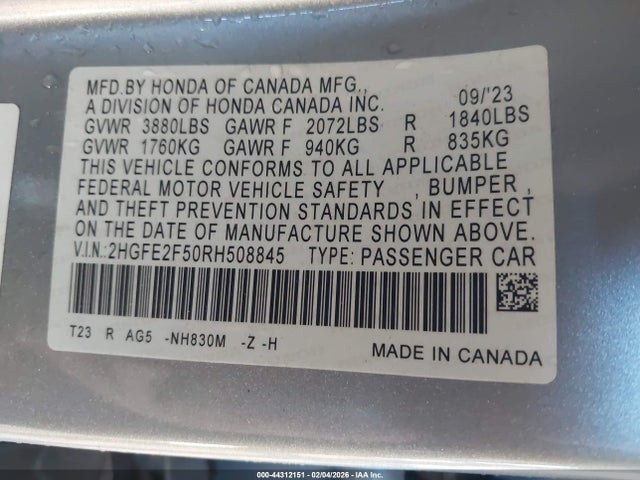 MFD.BY HONDA OF CANADA MFG.,
A DIVISION OF HONDA CANADA INC. 09/'23
GVWR 3880LBS GAWR F 2072LBS R 1840LBS
GVWR 1760KG GAWR F 940KG R 835KG
THIS VEHICLE CONFORMS TO ALL APPLICABLE
FEDERAL MOTOR VEHICLE SAFETY , BUMPER ,
AND THEFT PREVENTION STANDARDS IN EFFECT
ON THE DATE OF MANUFACTURE SHOWN ABOVE.
V.I.N.:2HGFE2F50RH508845 TYPE: PASSENGER CAR
T23 R AG5 -NH830M -Z -H
MADE IN CANADA
000-44312151 - 02/04/2026 - IAA Inc.